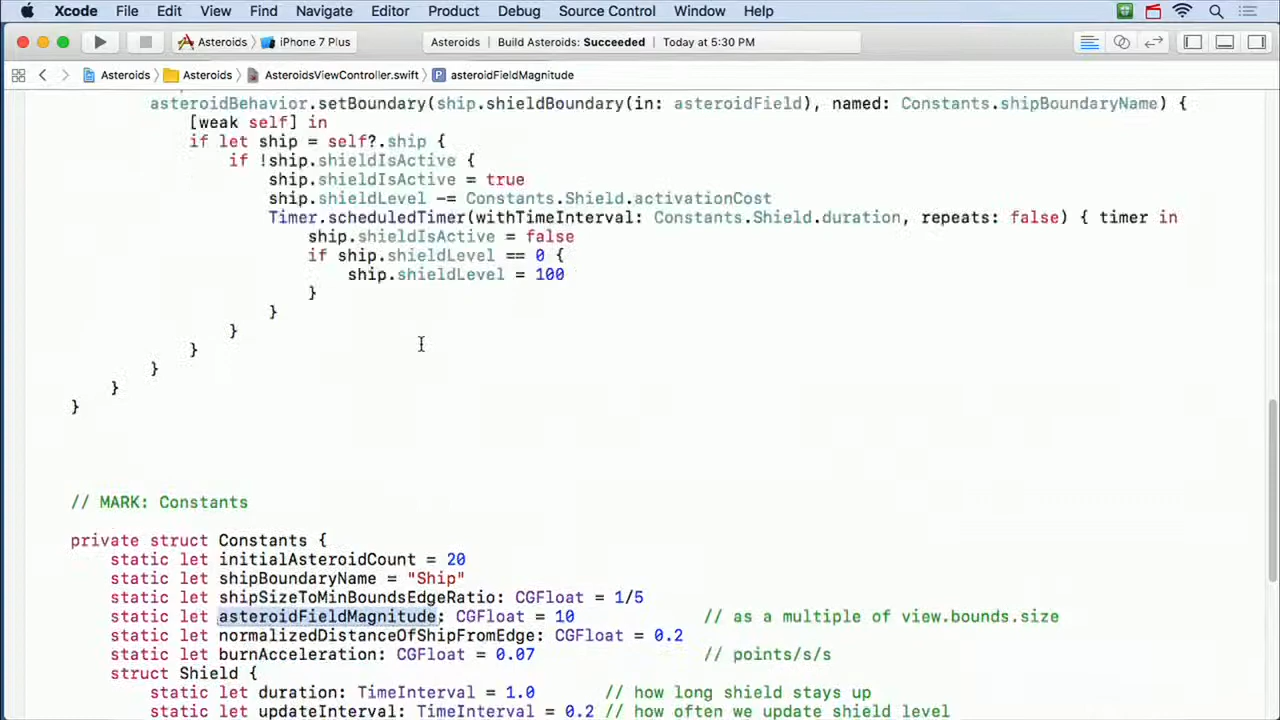 Xcode File Edit View Find Navigate Editor Product Debug Source Control Window Help
Asteroids iPhone 7 Plus Asteroids Build Asteroids: Succeeded Today at 5:30 PM
Asteroids Asteroids AsteroidsViewController.swift P asteroidFieldMagnitude
asteroidBehavior.setBoundary(ship.shieldBoundary(in: asteroidField), named: Constants.shipBoundaryName) {
[weak self] in
if let ship = self?.ship {
if !ship.shieldIsActive {
ship.shieldIsActive = true
ship.shieldLevel -= Constants.Shield.activationCost
Timer.scheduledTimer(withTimeInterval: Constants.Shield.duration, repeats: false) { timer in
ship.shieldIsActive = false
if ship.shieldLevel == 0 {
ship.shieldLevel = 100
}
}
}
}
}
}
}
// MARK: Constants
private struct Constants {
static let initialAsteroidCount = 20
static let shipBoundaryName = "Ship"
static let shipSizeToMinBoundsEdgeRatio: CGFloat = 1/5
static let asteroidFieldMagnitude: CGFloat = 10 // as a multiple of view.bounds.size
static let normalizedDistanceOfShipFromEdge: CGFloat = 0.2
static let burnAcceleration: CGFloat = 0.07 // points/s/s
struct Shield {
static let duration: TimeInterval = 1.0 // how long shield stays up
static let updateInterval: TimeInterval = 0.2 // how often we update shield level